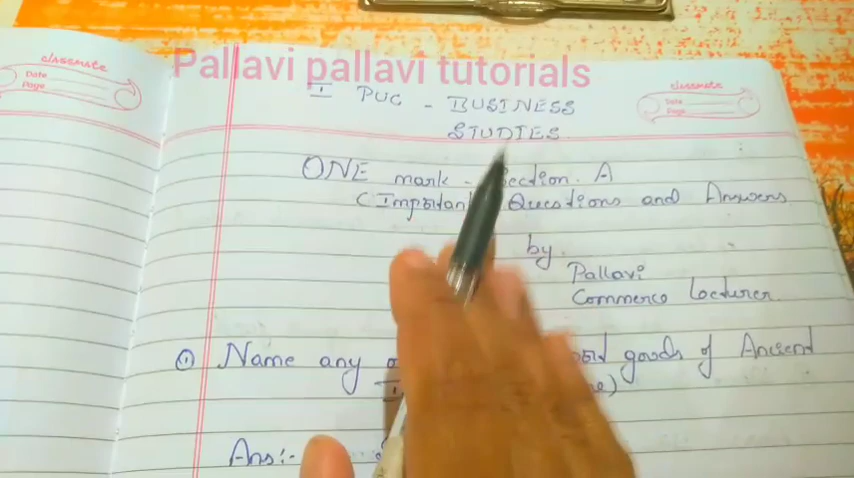 classmate
Date
Page
Pallavi pallavi tutorials
classmate
Date
Page
I PUC - BUSINESS
STUDIES
ONE mark - Section. A
(Important Questions and Answers
by.
Pallavi
Commerce Lecturer.
① Name any goods of Ancient
Ans:-